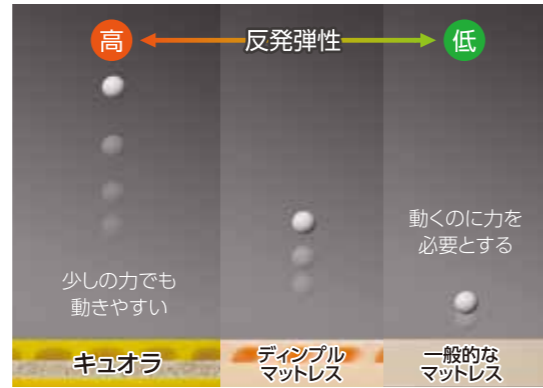 高 反発弾性 低
動くのに力を
必要とする
少しの力でも
動きやすい
キュオラ
ディンプル
マットレス
一般的な
マットレス